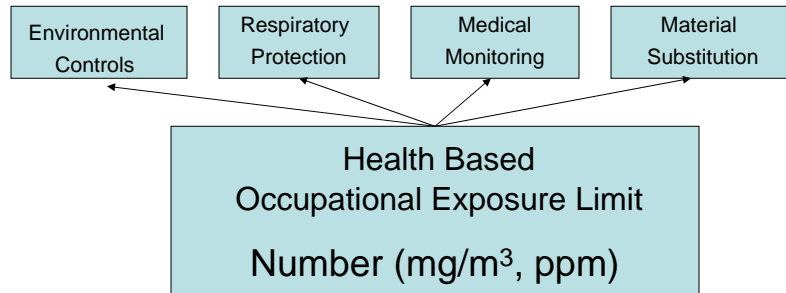 Environmental
Controls
Respiratory
Protection
Medical
Monitoring
Material
Substitution
Health Based
Occupational Exposure Limit
Number (mg/m³, ppm)